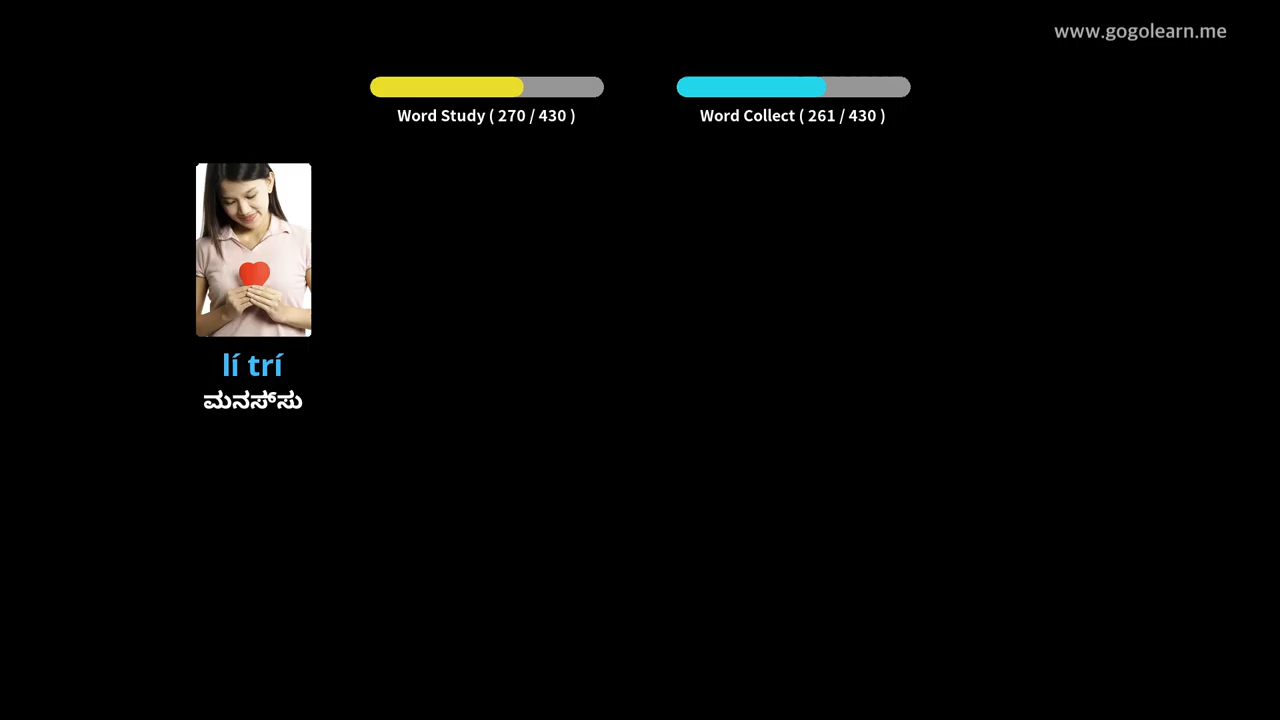 www.gogolearn.me
Word Study ( 270 / 430 )
Word Collect ( 261 / 430 )
lí trí
ಮನಸ್‌ಸು